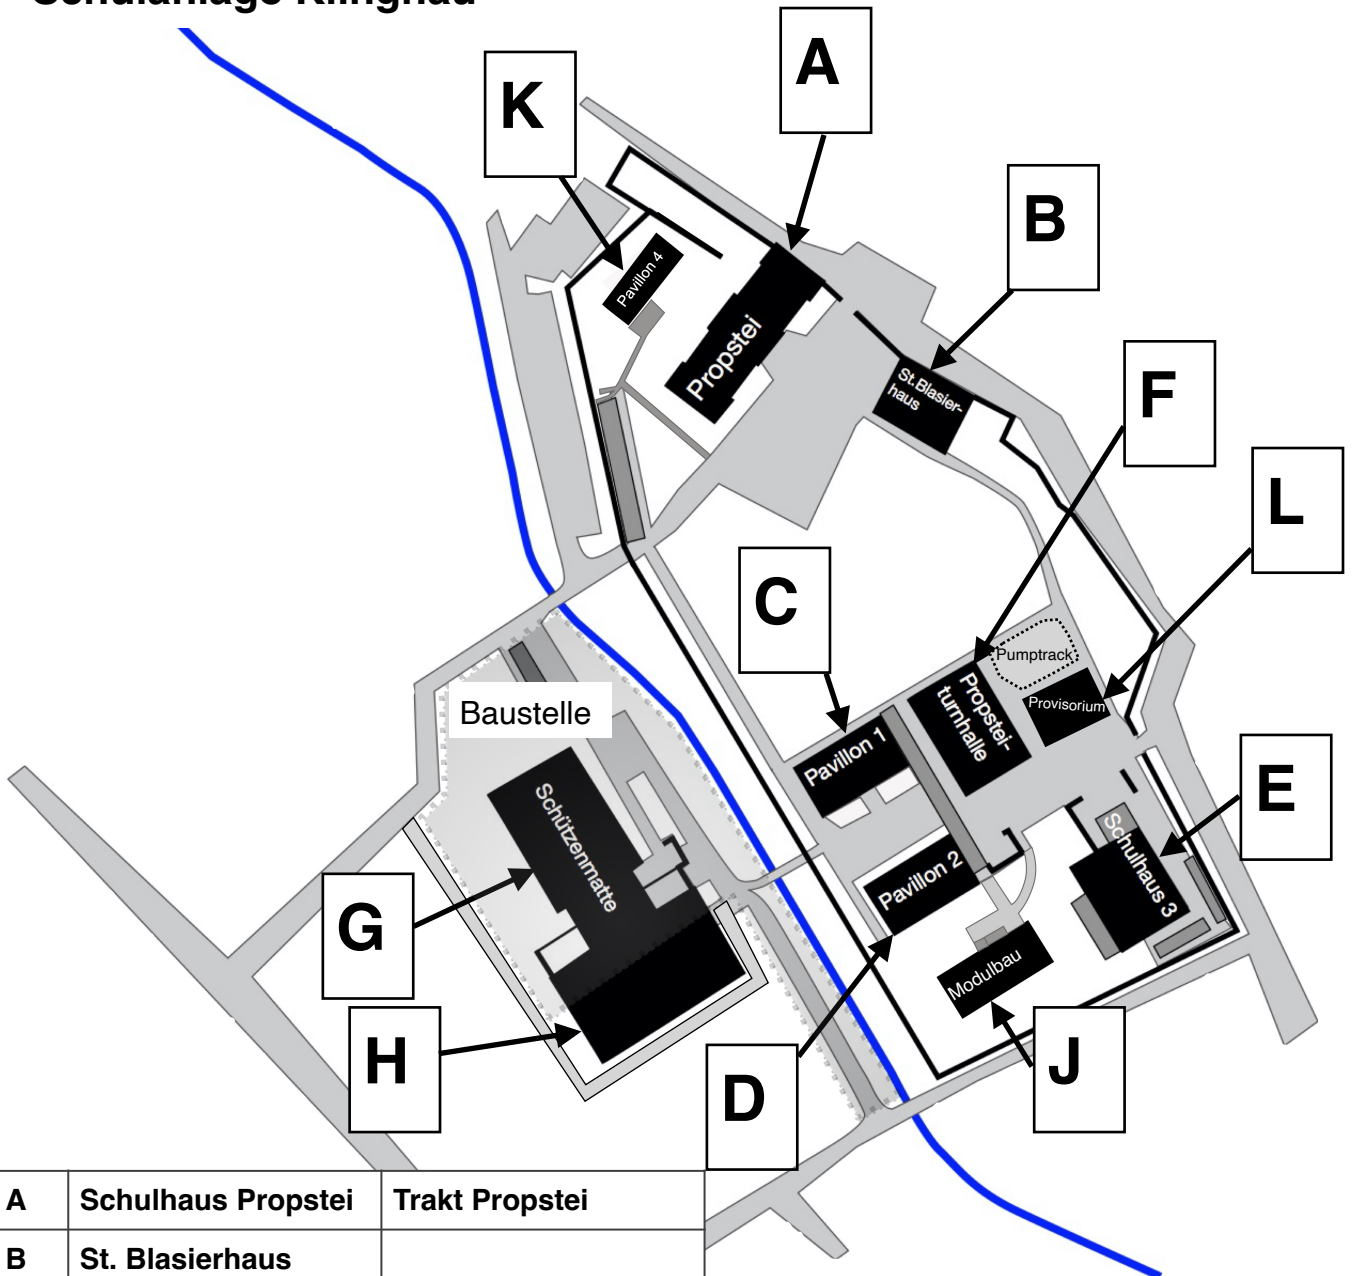 Schulanlage Klingnau
A
K
B
Pavillon 4
Propstei
St.Blasier-
haus
F
L
C
Pumptrack
Propstei-
turnhalle
Provisorium
Baustelle
Pavillon 1
E
Schützenmatte
Schulhaus 3
Pavillon 2
G
Modulbau
H
J
D
A Schulhaus Propstei Trakt Propstei
B St. Blasierhaus